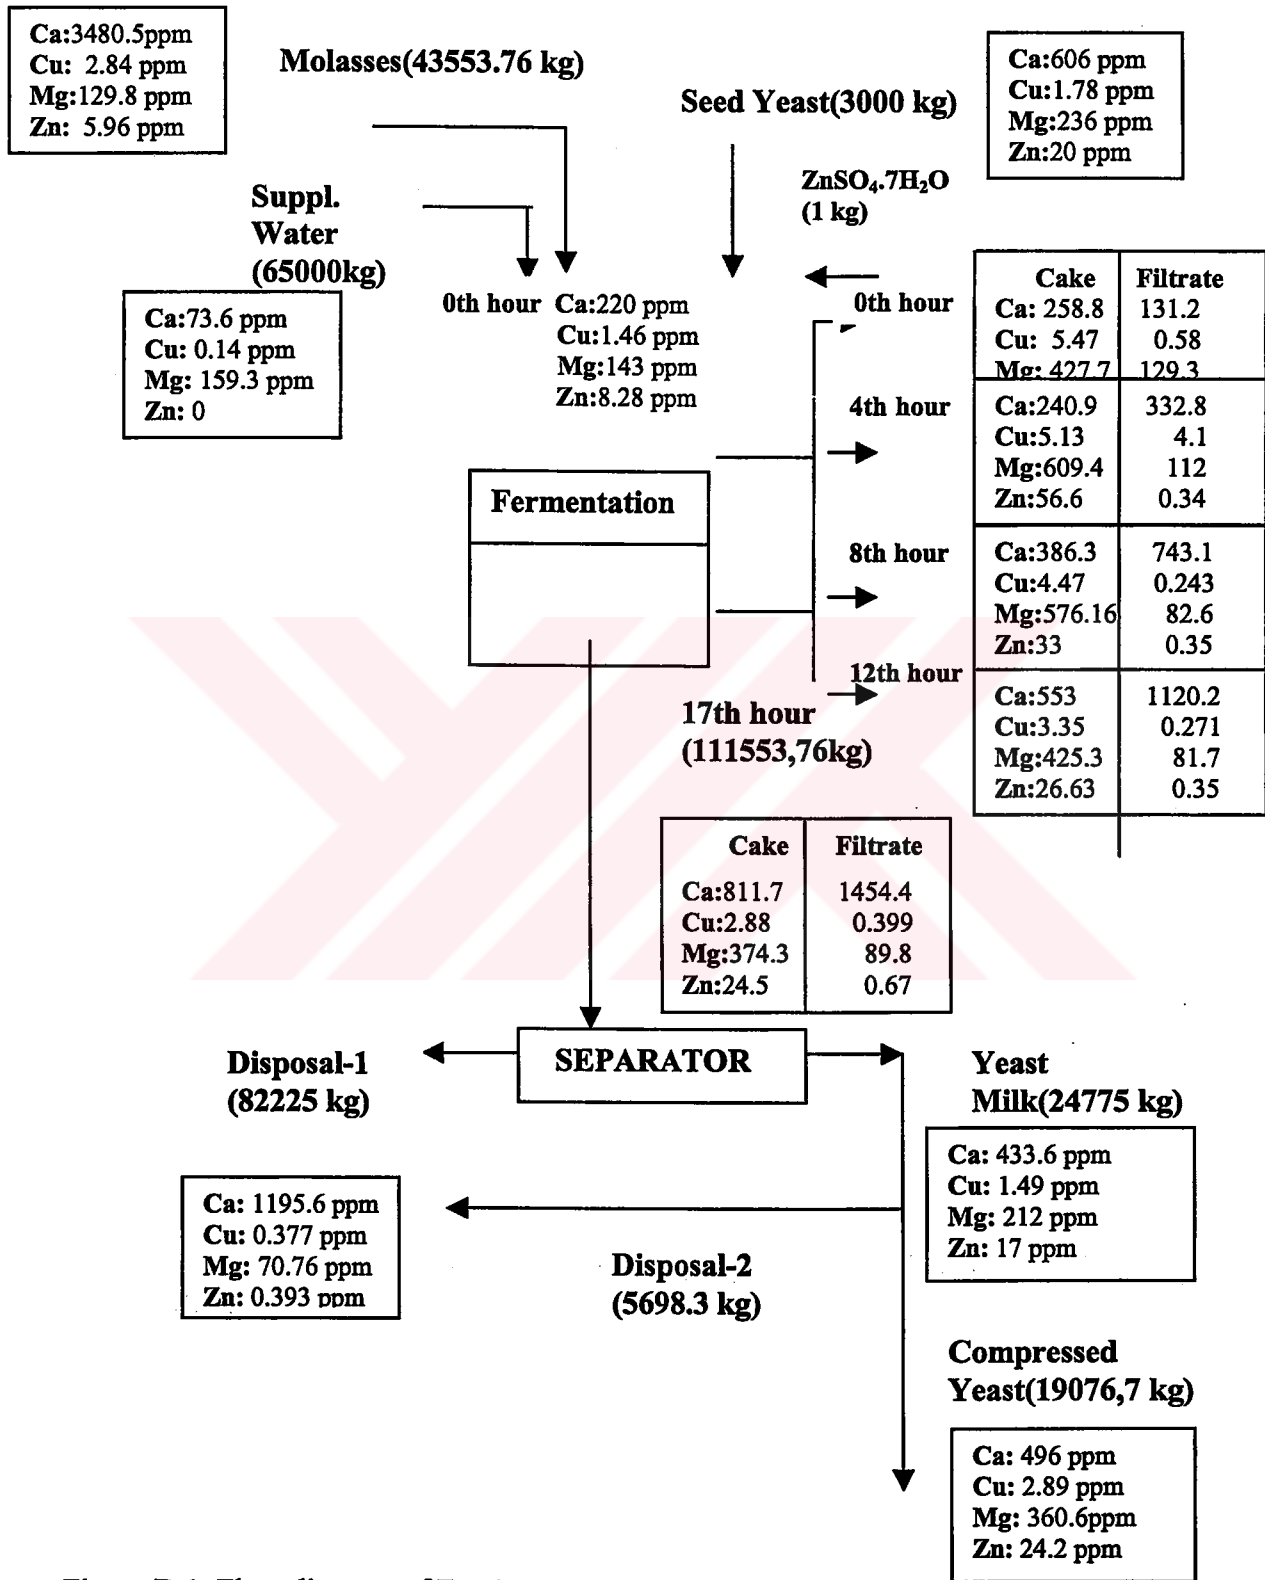 Ca:3480.5ppm
Cu: 2.84 ppm
Mg:129.8 ppm
Zn: 5.96 ppm
Molasses(43553.76 kg)
Seed Yeast(3000 kg)
Ca:606 ppm
Cu:1.78 ppm
Mg:236 ppm
Zn:20 ppm
ZnSO₄.7H₂O
(1 kg)
Suppl.
Water
(65000kg)
Ca:73.6 ppm
Cu: 0.14 ppm
Mg: 159.3 ppm
Zn: 0
0th hour Ca:220 ppm
Cu:1.46 ppm
Mg:143 ppm
Zn:8.28 ppm
0th hour
Cake Filtrate
Ca: 258.8 131.2
Cu: 5.47 0.58
Mg: 427.7 129.3
4th hour
Ca:240.9 332.8
Cu:5.13 4.1
Mg:609.4 112
Zn:56.6 0.34
Fermentation
8th hour
Ca:386.3 743.1
Cu:4.47 0.243
Mg:576.16 82.6
Zn:33 0.35
12th hour
Ca:553 1120.2
Cu:3.35 0.271
Mg:425.3 81.7
Zn:26.63 0.35
17th hour
(111553,76kg)
Cake Filtrate
Ca:811.7 1454.4
Cu:2.88 0.399
Mg:374.3 89.8
Zn:24.5 0.67
SEPARATOR
Disposal-1
(82225 kg)
Yeast
Milk(24775 kg)
Ca: 433.6 ppm
Cu: 1.49 ppm
Mg: 212 ppm
Zn: 17 ppm
Ca: 1195.6 ppm
Cu: 0.377 ppm
Mg: 70.76 ppm
Zn: 0.393 ppm
Disposal-2
(5698.3 kg)
Compressed
Yeast(19076,7 kg)
Ca: 496 ppm
Cu: 2.89 ppm
Mg: 360.6ppm
Zn: 24.2 ppm